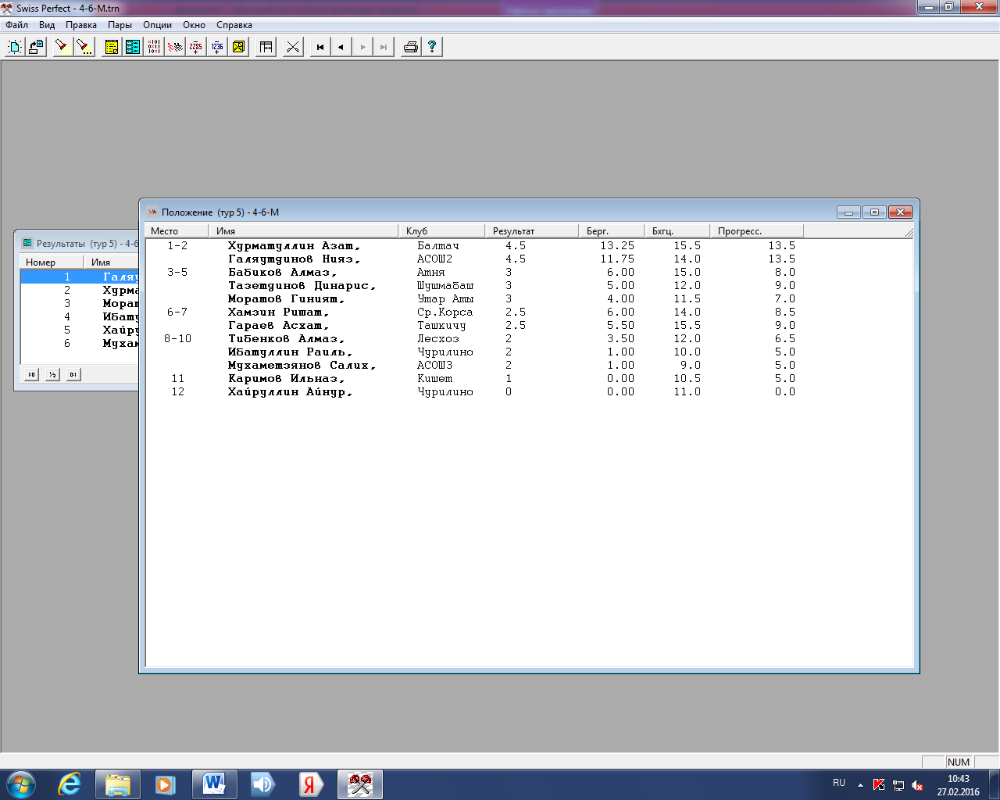 Swiss Perfect - 4-6-M.trn
Файл Вид Правка Пары Опции Окно Справка
Положение (тур 5) - 4-6-М
Место Имя Клуб Результат Берг. Бхгц. Прогресс.
1-2 Хурматуллин Азат, Балтач 4.5 13.25 15.5 13.5
Галяутдинов Нияз, АСОШ2 4.5 11.75 14.0 13.5
3-5 Бабиков Алмаз, Атня 3 6.00 15.0 8.0
Тазетдинов Динарис, Шушмабаш 3 5.00 12.0 9.0
Моратов Гиният, Утар Аты 3 4.00 11.5 7.0
6-7 Хамзин Ришат, Ср.Корса 2.5 6.00 14.0 8.5
Гараев Асхат, Ташкичу 2.5 5.50 15.5 9.0
8-10 Тибенков Алмаз, Лесхоз 2 3.50 12.0 6.5
Ибатуллин Раиль, Чурилино 2 1.00 10.0 5.0
Мухаметзянов Салих, АСОШ3 2 1.00 9.0 5.0
11 Каримов Ильназ, Кишет 1 0.00 10.5 5.0
12 Хайруллин Айнур, Чурилино 0 0.00 11.0 0.0
Результаты (тур 5) - 4-6
Номер Имя
1 Галяу
2 Хурма
3 Морат
4 Ибату
5 Хайру
6 Мухам
1:0 ½ 0:1
NUM
RU 10:43
27.02.2016